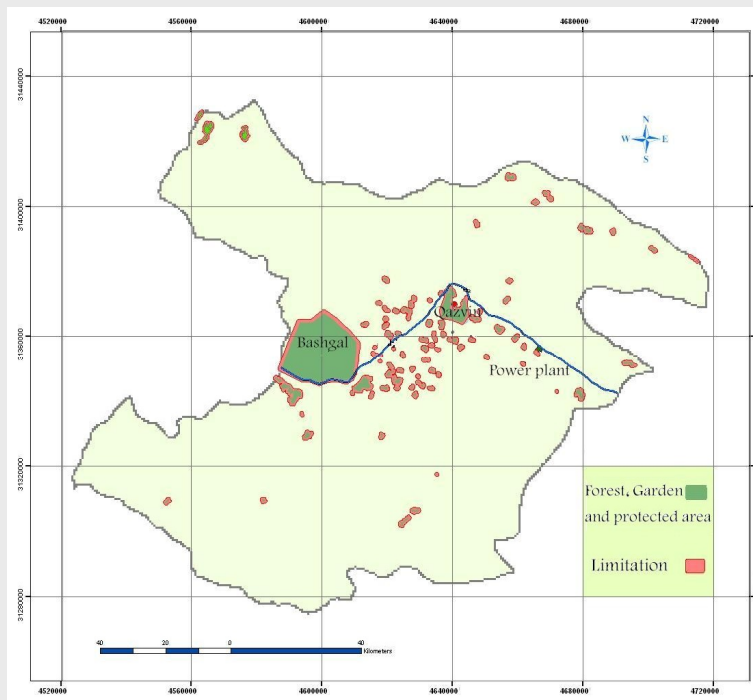 4520000 4560000 4600000 4640000 4680000 4720000
31440000
N
W E
S
31400000
Qazvin
Bashgal
Power plant
31320000
Forest, Garden
and protected area
Limitation
31280000
40 20 0 40
Kilometers
4520000 4560000 4600000 4640000 4680000 4720000